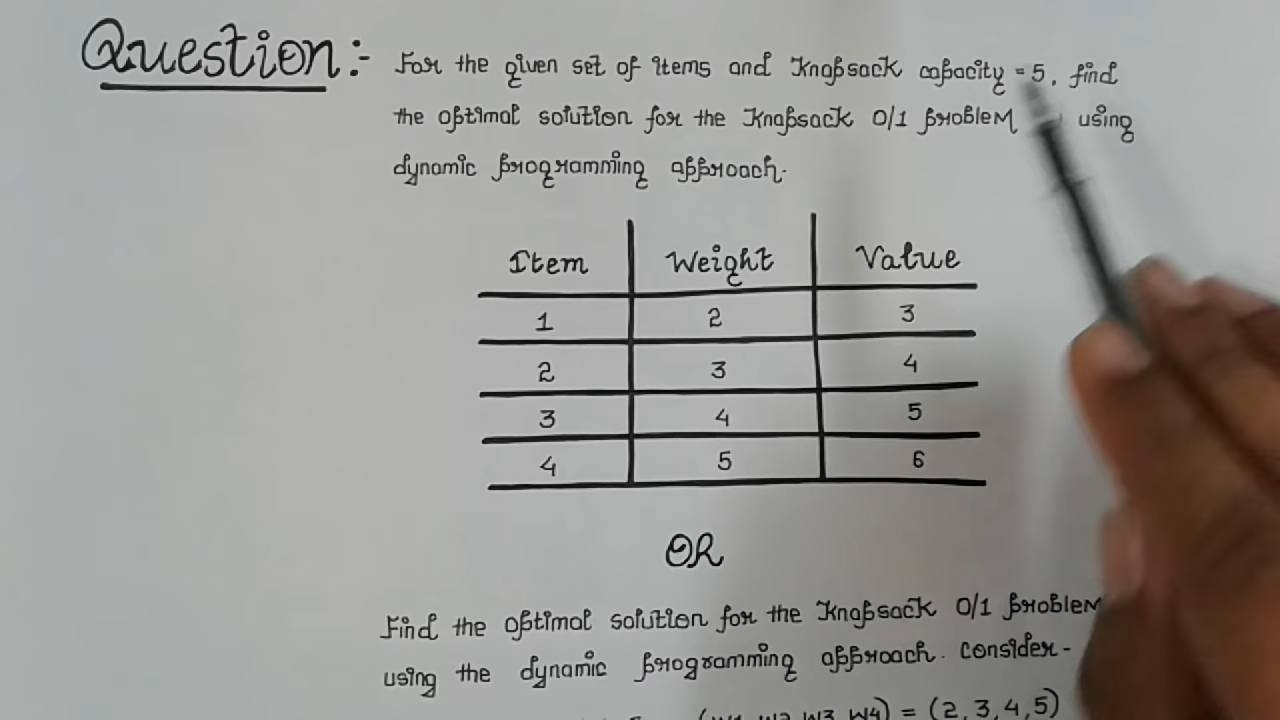 Question:-
For the given set of items and Knapsack capacity = 5, find
the optimal solution for the Knapsack 0/1 problem using
dynamic programming approach.
Item Weight Value
1 2 3
2 3 4
3 4 5
4 5 6
OR
Find the optimal solution for the Knapsack 0/1 problem
using the dynamic programming approach. Consider-
W3, W4) = (2, 3, 4, 5)